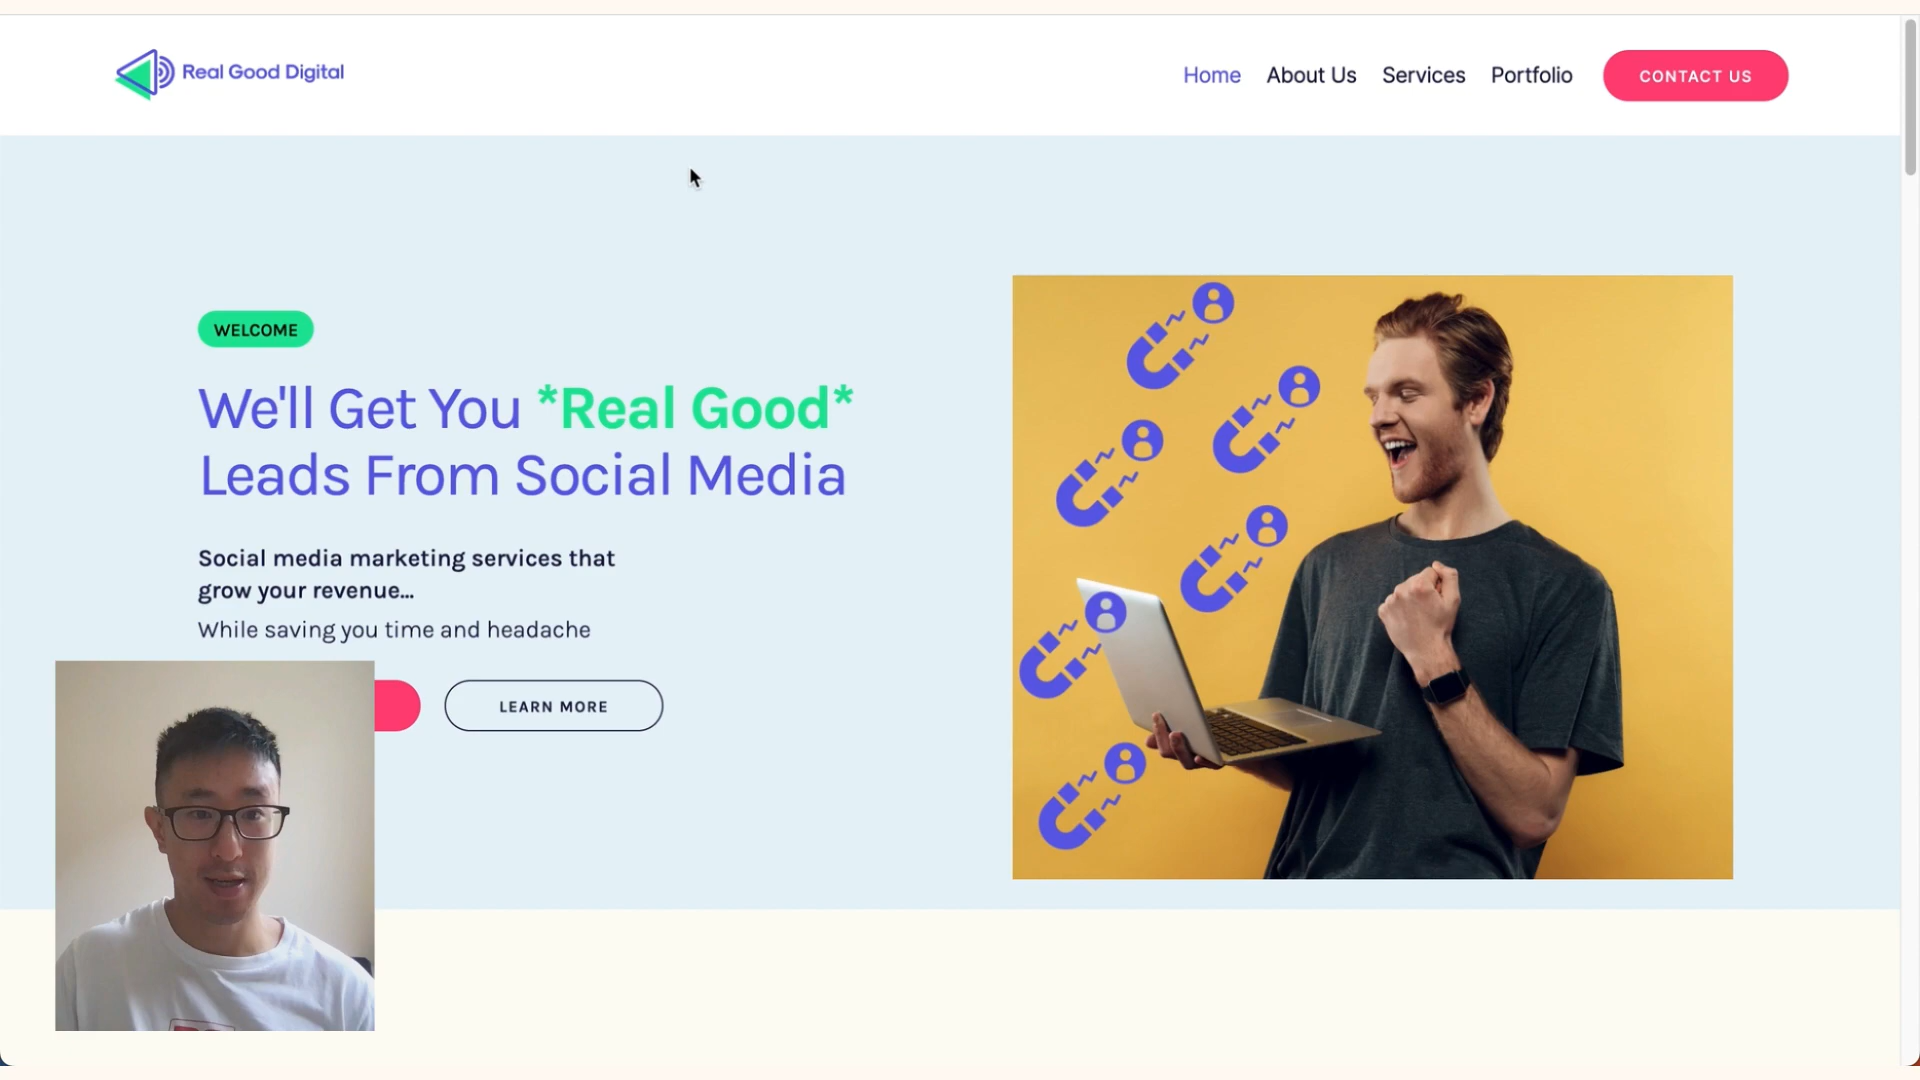 Real Good Digital
Home About Us Services Portfolio CONTACT US
WELCOME
We'll Get You *Real Good*
Leads From Social Media
Social media marketing services that
grow your revenue...
While saving you time and headache
LEARN MORE